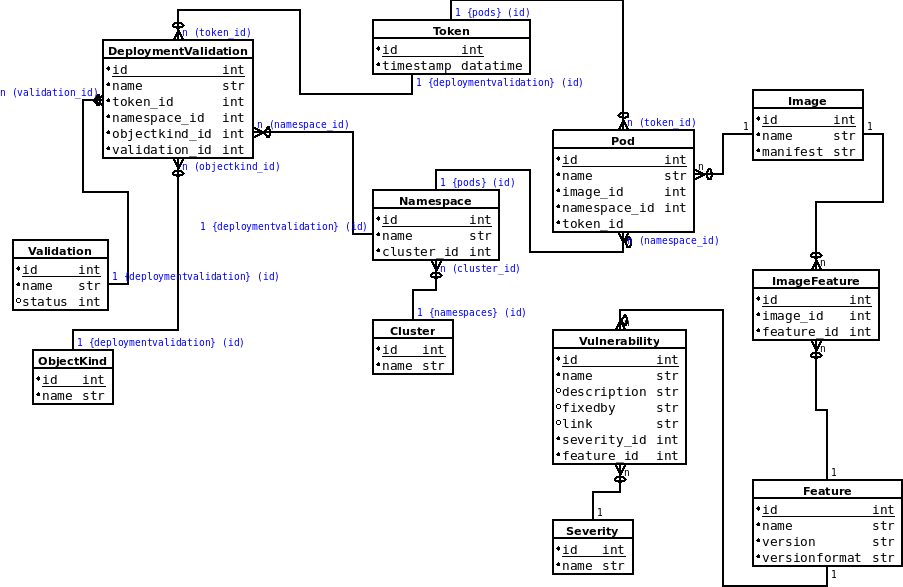 1 {pods} (id)
n (token_id)
Token
id int
timestamp datatime
1 {deploymentvalidation} (id)
DeploymentValidation
id int
name str
token_id int
namespace_id int
objectkind_id int
validation_id int
n (validation_id)
n (namespace_id)
n (objectkind_id)
n (token_id)
Pod
id int
name str
image_id int
namespace_id int
token_id
n
n (namespace_id)
Image
id int
name str
manifest str
1
1
1 {pods} (id)
Namespace
id int
name str
cluster_id int
1 {deploymentvalidation} (id)
n (cluster_id)
Validation
id int
name str
status int
1 {deploymentvalidation} (id)
n
ImageFeature
id int
image_id int
feature_id int
n
1 {namespaces} (id)
Cluster
id int
name str
1 {deploymentvalidation} (id)
ObjectKind
id int
name str
n
Vulnerability
id int
name str
description str
fixedby str
link str
severity_id int
feature_id int
n
1
Severity
id int
name str
1
Feature
id int
name str
version str
versionformat str
1